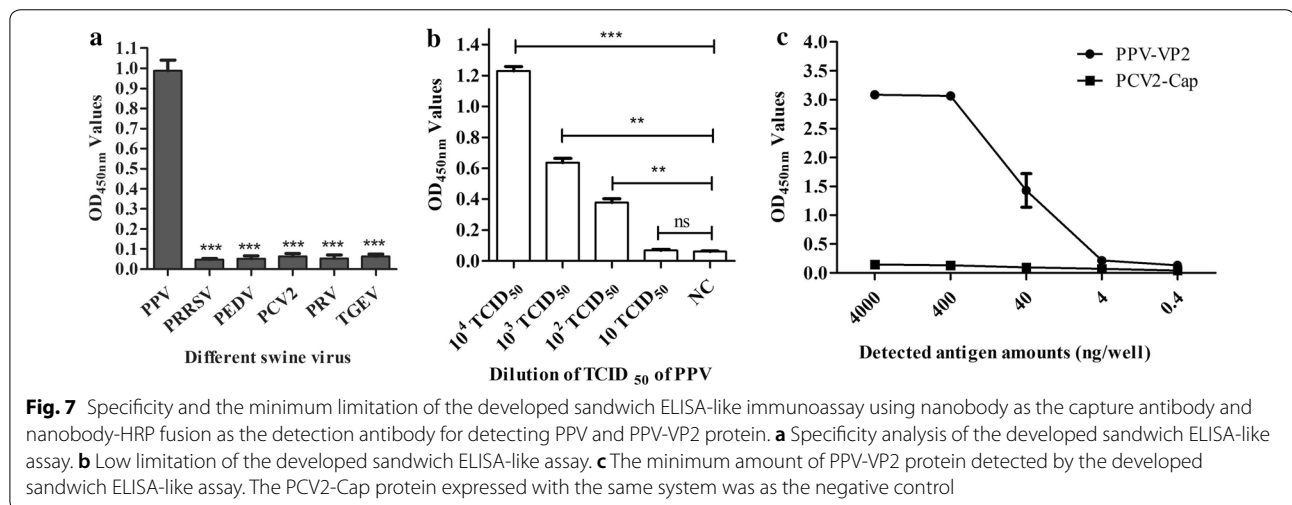 a
1.1
1.0
0.9
0.8
0.7
0.6
0.5
0.4
0.3
0.2
0.1
0.0
OD450nm Values
*** *** *** *** ***
PPV
PRRSV
PEDV
PCV2
PRV
TGEV
Different swine virus
b
1.4
1.2
1.0
0.8
0.6
0.4
0.2
0.0
OD450nm Values
***
**
**
ns
10^4 TCID50
10^3 TCID50
10^2 TCID50
10 TCID50
NC
Dilution of TCID 50 of PPV
c
4.0
3.5
3.0
2.5
2.0
1.5
1.0
0.5
0.0
OD450nm Values
PPV-VP2
PCV2-Cap
4000
400
40
4
0.4
Detected antigen amounts (ng/well)
Fig. 7 Specificity and the minimum limitation of the developed sandwich ELISA-like immunoassay using nanobody as the capture antibody and
nanobody-HRP fusion as the detection antibody for detecting PPV and PPV-VP2 protein. a Specificity analysis of the developed sandwich ELISA-like
assay. b Low limitation of the developed sandwich ELISA-like assay. c The minimum amount of PPV-VP2 protein detected by the developed
sandwich ELISA-like assay. The PCV2-Cap protein expressed with the same system was as the negative control